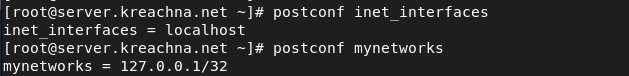 [root@server.kreachna.net ~]# postconf inet_interfaces
inet_interfaces = localhost
[root@server.kreachna.net ~]# postconf mynetworks
mynetworks = 127.0.0.1/32